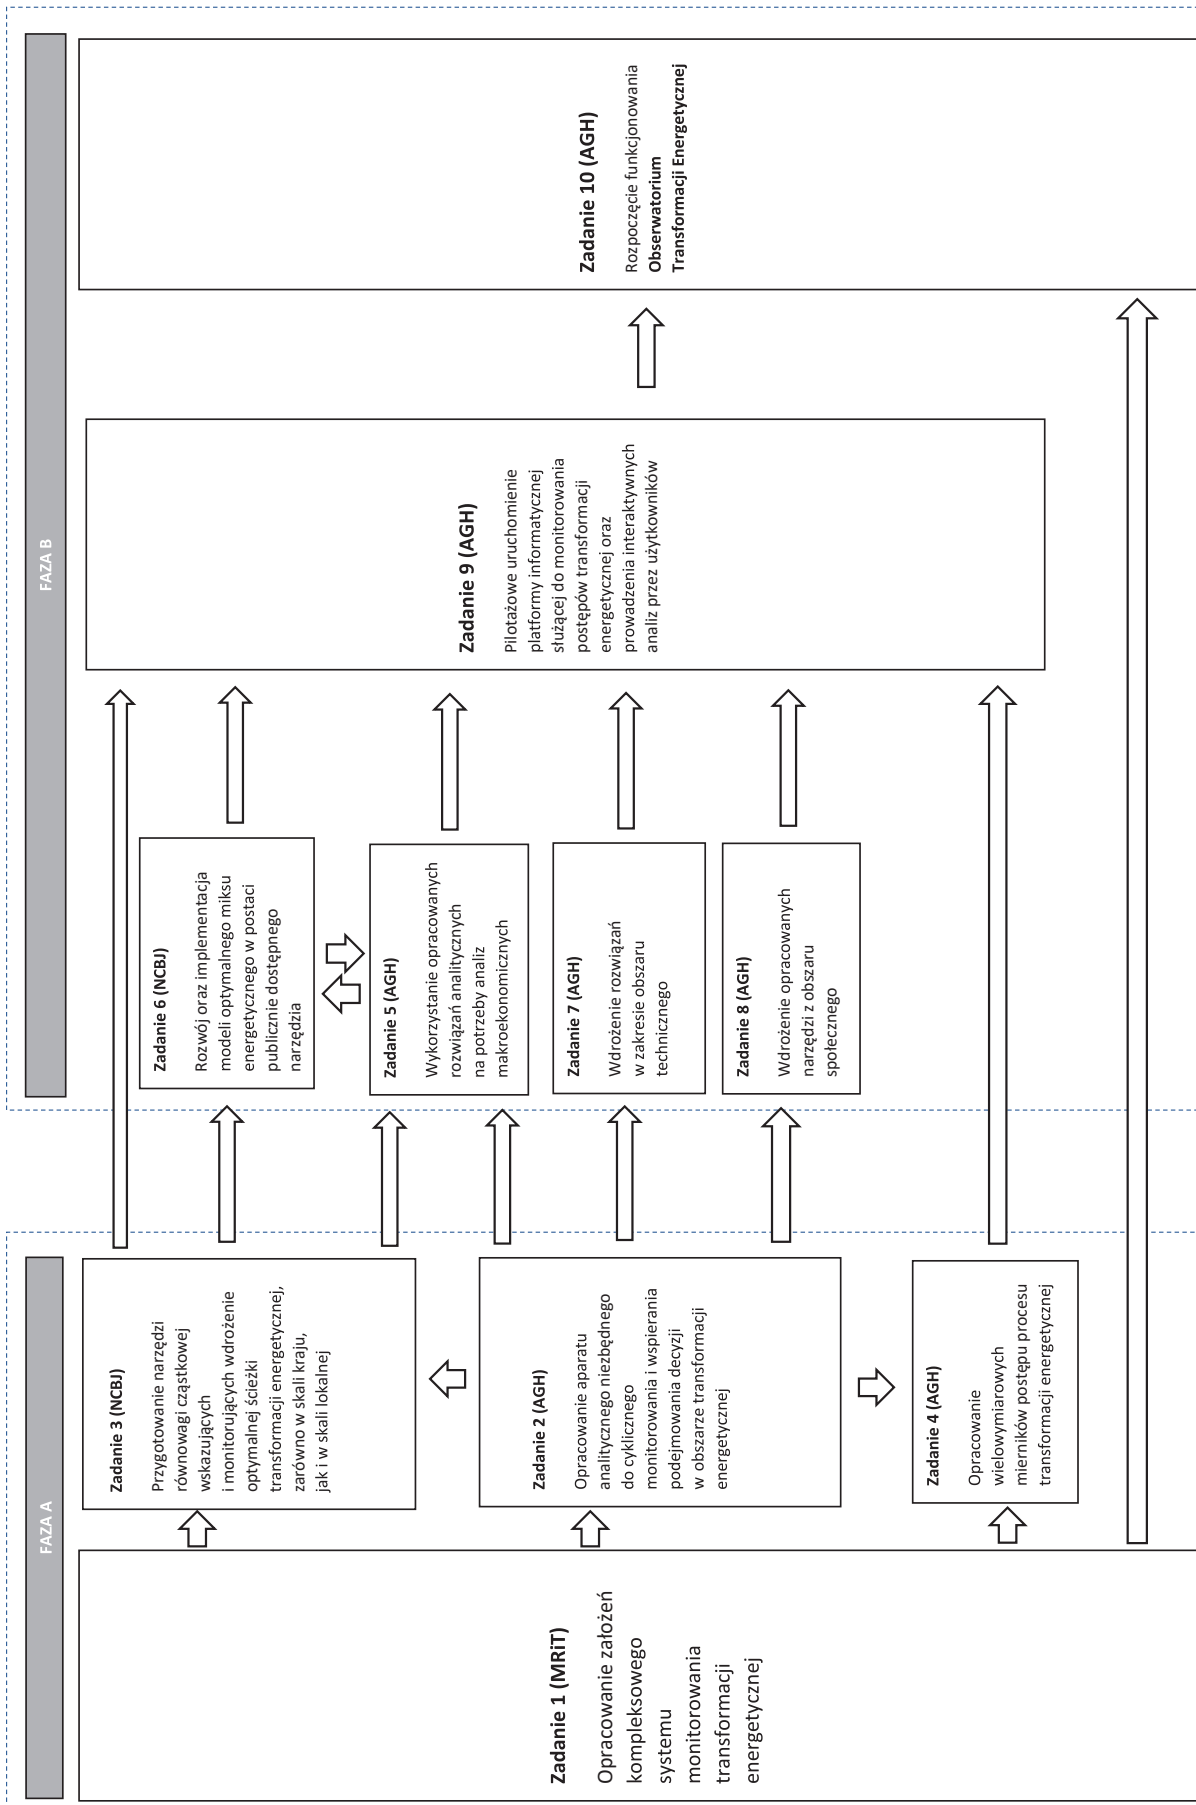 FAZA A
Zadanie 1 (MRiT)
Opracowanie założeń
kompleksowego
systemu
monitorowania
transformacji
energetycznej
Zadanie 3 (NCBJ)
Przygotowanie narzędzi
równowagi cząstkowej
wskazujących
i monitorujących wdrożenie
optymalnej ścieżki
transformacji energetycznej,
zarówno w skali kraju,
jak i w skali lokalnej
Zadanie 2 (AGH)
Opracowanie aparatu
analitycznego niezbędnego
do cyklicznego
monitorowania i wspierania
podejmowania decyzji
w obszarze transformacji
energetycznej
Zadanie 4 (AGH)
Opracowanie
wielowymiarowych
mierników postępu procesu
transformacji energetycznej
FAZA B
Zadanie 6 (NCBJ)
Rozwój oraz implementacja
modeli optymalnego miksu
energetycznego w postaci
publicznie dostępnego
narzędzia
Zadanie 5 (AGH)
Wykorzystanie opracowanych
rozwiązań analitycznych
na potrzeby analiz
makroekonomicznych
Zadanie 7 (AGH)
Wdrożenie rozwiązań
w zakresie obszaru
technicznego
Zadanie 8 (AGH)
Wdrożenie opracowanych
narzędzi z obszaru
społecznego
Zadanie 9 (AGH)
Pilotażowe uruchomienie
platformy informatycznej
służącej do monitorowania
postępów transformacji
energetycznej oraz
prowadzenia interaktywnych
analiz przez użytkowników
Zadanie 10 (AGH)
Rozpoczęcie funkcjonowania
Obserwatorium
Transformacji Energetycznej